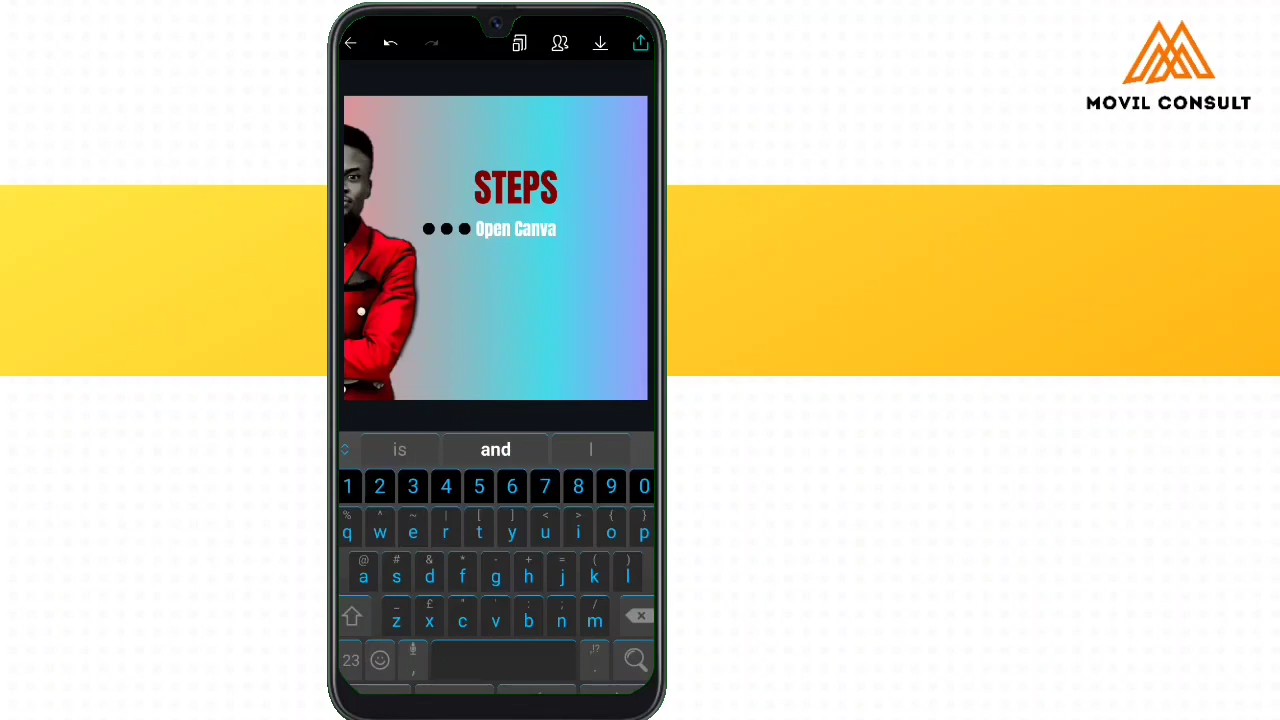 MOVIL CONSULT
STEPS
Open Canva
is and I
1 2 3 4 5 6 7 8 9 0
% ^ ~ | [ ] < > { }
q w e r t y u i o p
@ # & * - + = ( )
a s d f g h j k l
_ £ " ' : ; /
z x c v b n m
23 , ,!? .